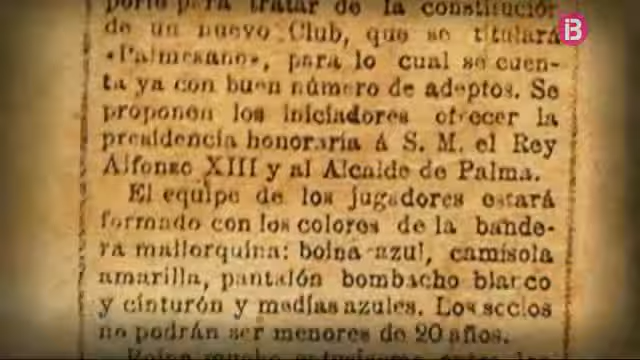 porte para tratar de la constitución
de un nuevo Club, que se titulará
«Palmesano», para lo cual se cuen-
ta ya con buen número de adeptos. Se
proponen los iniciadores ofrecer la
presidencia honoraria á S. M. el Rey
Alfonso XIII y al Alcalde de Palma.
El equipe de los jugadores estará
formado con los colores de la bande-
ra mallorquina: boina azul, camisola
amarilla, pantalón bombacho blanco
y cinturón y medias azules. Los socios
no podrán ser menores de 20 años.